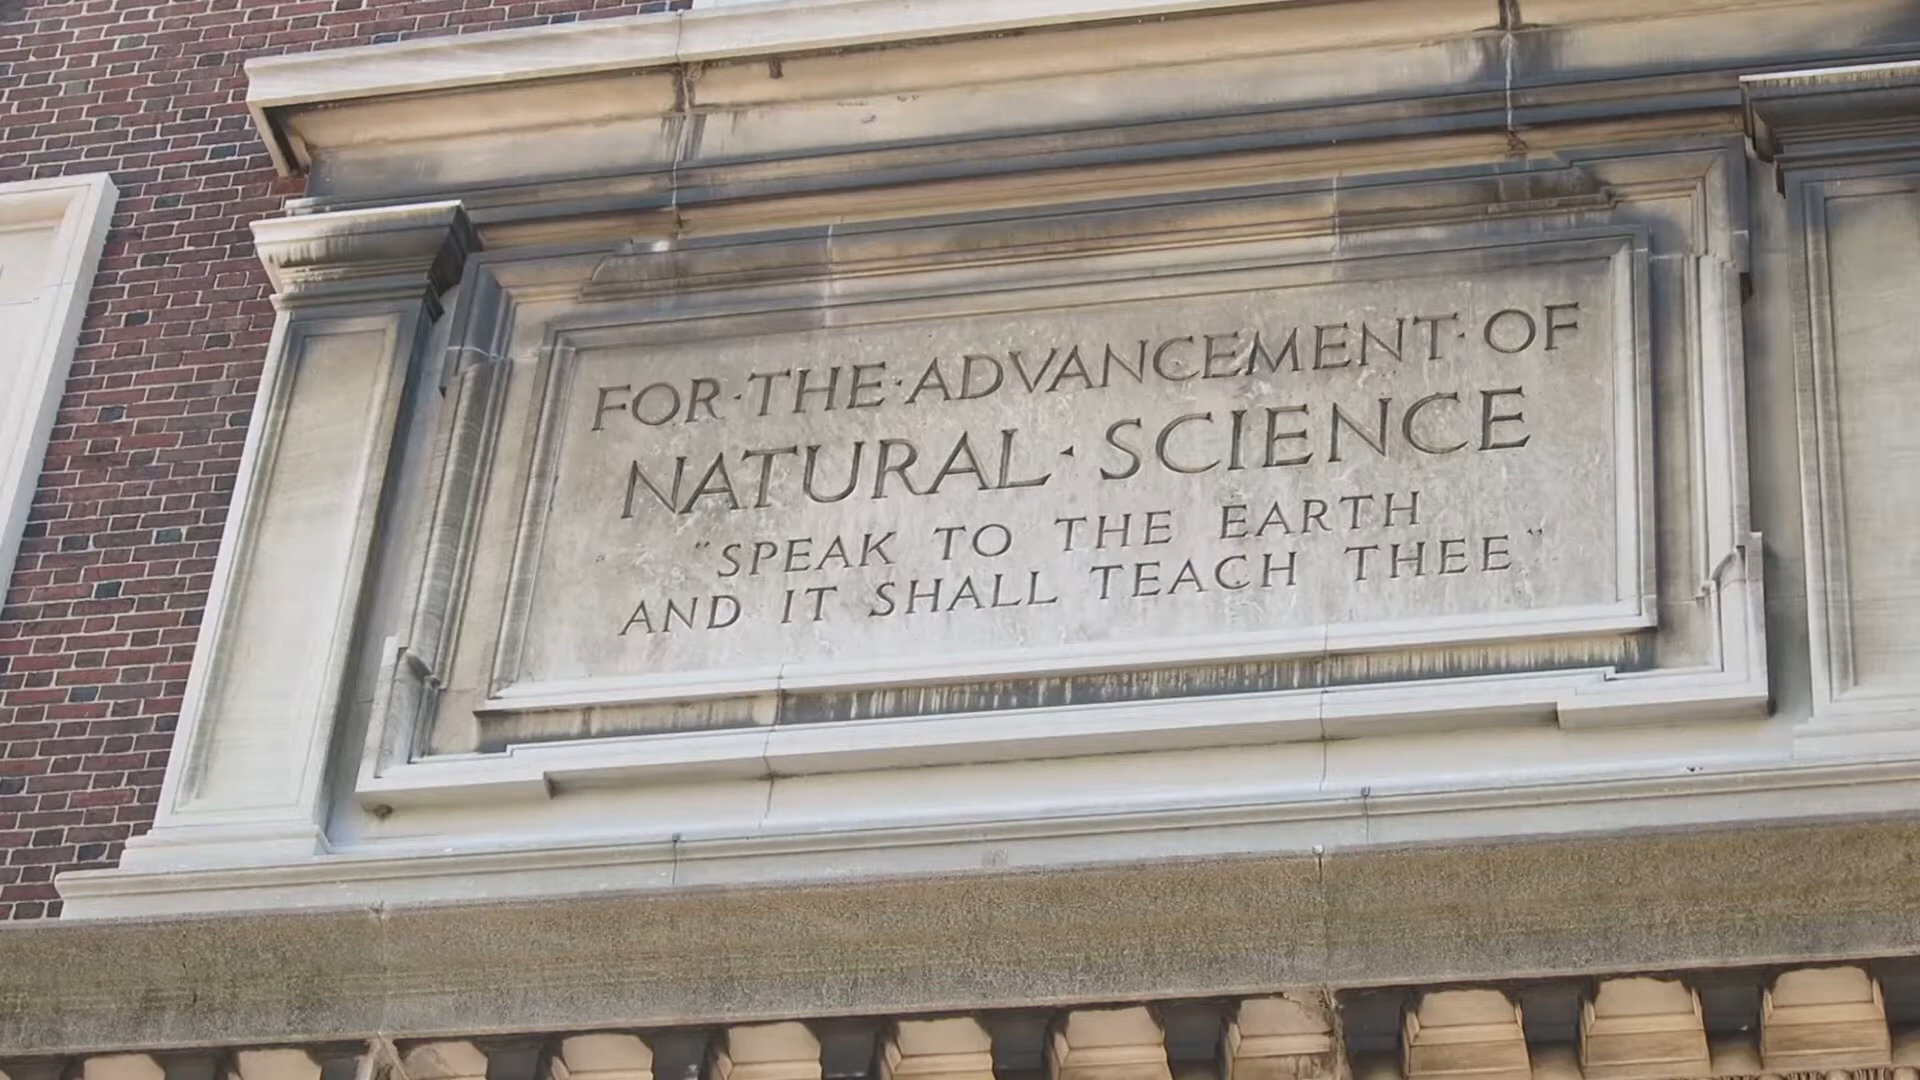 FOR·THE·ADVANCEMENT·OF
NATURAL·SCIENCE
"SPEAK TO THE EARTH
AND IT SHALL TEACH THEE"